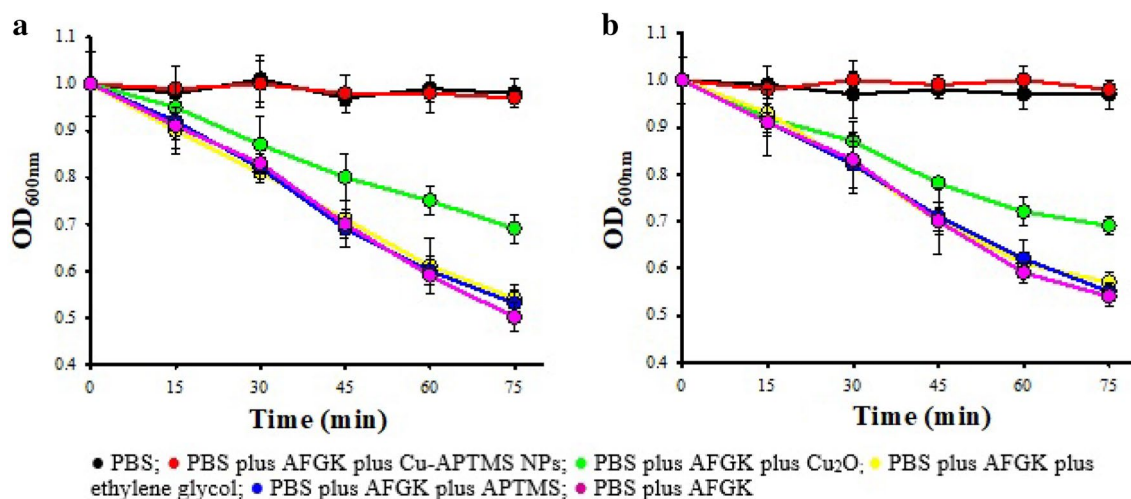 a
b
1.1
1.0
0.9
0.8
0.7
0.6
0.5
0.4
OD600nm
0 15 30 45 60 75
Time (min)
1.1
1.0
0.9
0.8
0.7
0.6
0.5
0.4
OD600nm
0 15 30 45 60 75
Time (min)
PBS; PBS plus AFGK plus Cu-APTMS NPs; PBS plus AFGK plus Cu₂O; PBS plus AFGK plus
ethylene glycol; PBS plus AFGK plus APTMS; PBS plus AFGK